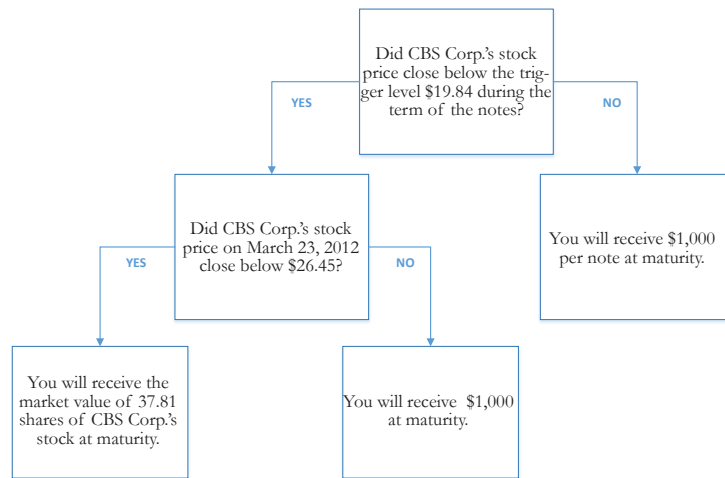 Did CBS Corp.'s stock
price close below the trig-
ger level $19.84 during the
term of the notes?
YES
NO
Did CBS Corp.'s stock
price on March 23, 2012
close below $26.45?
You will receive $1,000
per note at maturity.
YES
NO
You will receive the
market value of 37.81
shares of CBS Corp.'s
stock at maturity.
You will receive $1,000
at maturity.